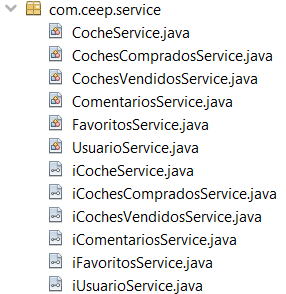 com.ceep.service
CocheService.java
CochesCompradosService.java
CochesVendidosService.java
ComentariosService.java
FavoritosService.java
UsuarioService.java
iCocheService.java
iCochesCompradosService.java
iCochesVendidosService.java
iComentariosService.java
iFavoritosService.java
iUsuarioService.java